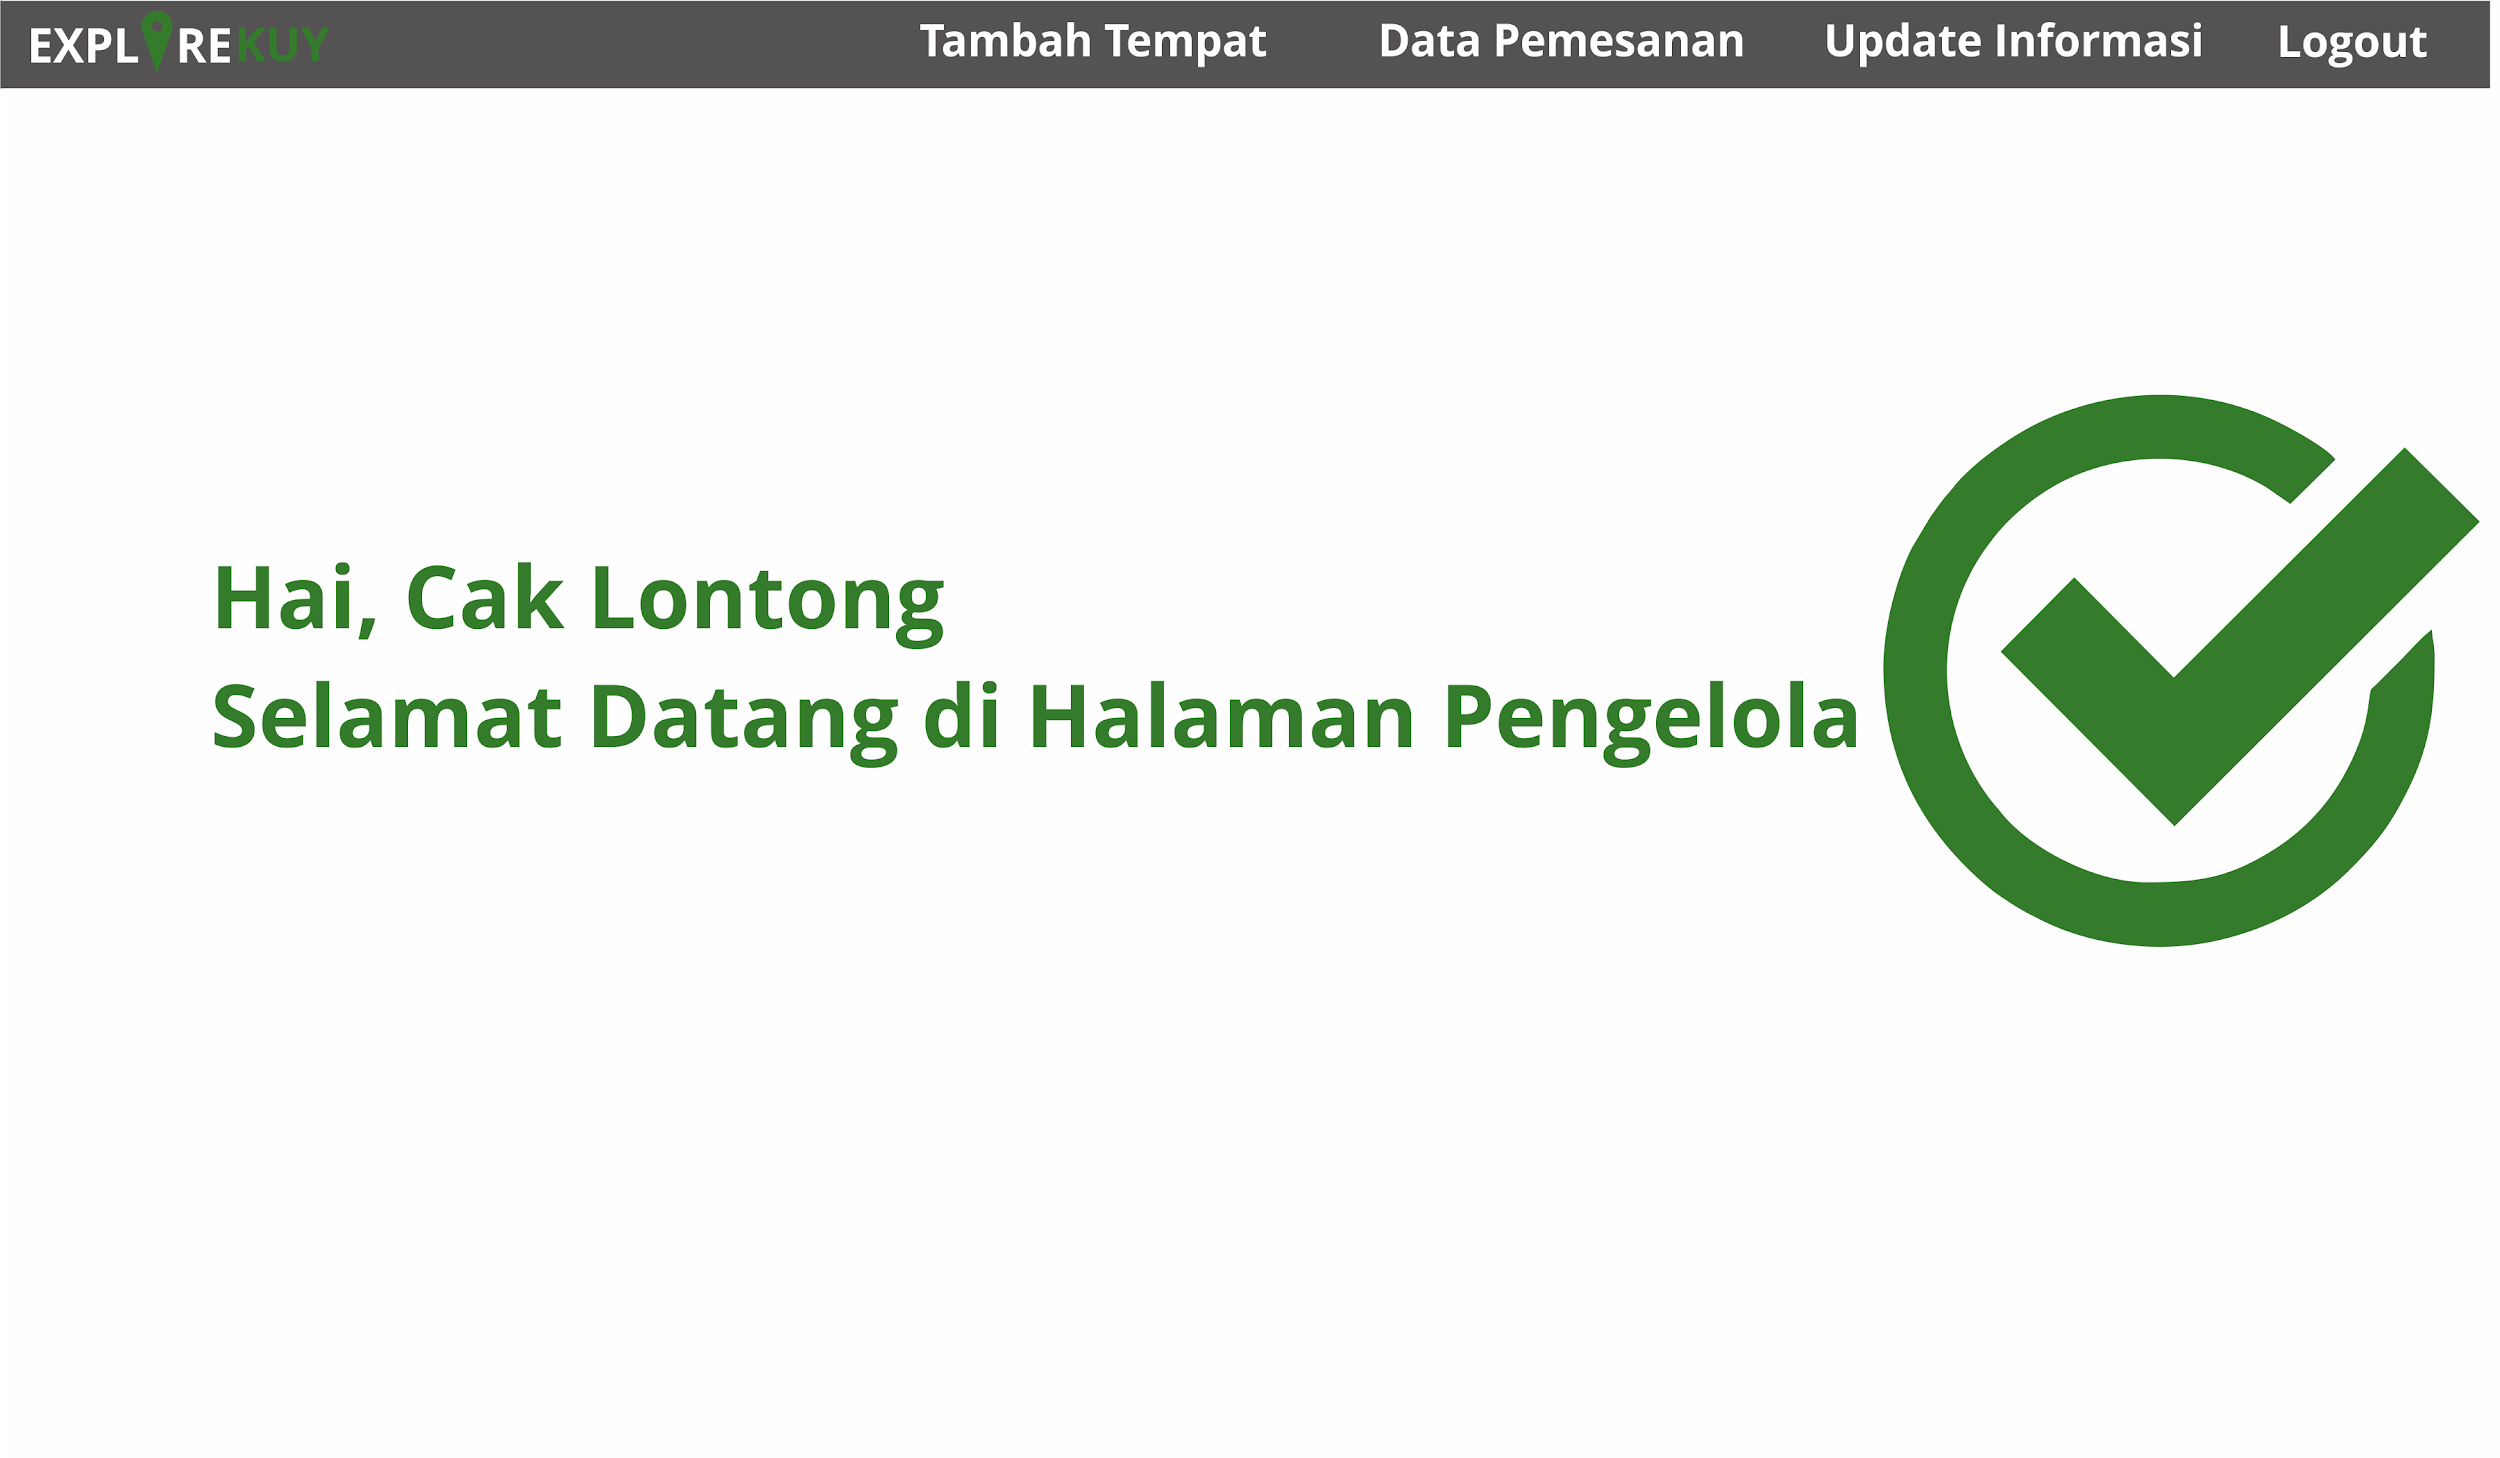 EXPLOREKUY
Tambah Tempat
Data Pemesanan
Update Informasi
Logout
Hai, Cak Lontong
Selamat Datang di Halaman Pengelola